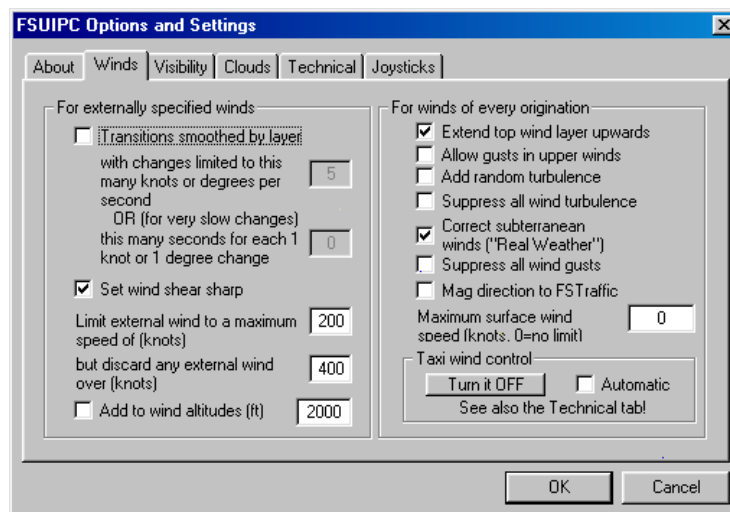 FSUIPC Options and Settings
About
Winds
Visibility
Clouds
Technical
Joysticks
For externally specified winds
Transitions smoothed by layer
with changes limited to this
many knots or degrees per
second
5
OR (for very slow changes)
this many seconds for each 1
knot or 1 degree change
0
Set wind shear sharp
Limit external wind to a maximum
speed of (knots)
200
but discard any external wind
over (knots)
400
Add to wind altitudes (ft)
2000
For winds of every origination
Extend top wind layer upwards
Allow gusts in upper winds
Add random turbulence
Suppress all wind turbulence
Correct subterranean
winds ("Real Weather")
Suppress all wind gusts
Mag direction to FSTraffic
Maximum surface wind
speed (knots, 0=no limit)
0
Taxi wind control
Turn it OFF
Automatic
See also the Technical tab!
OK
Cancel